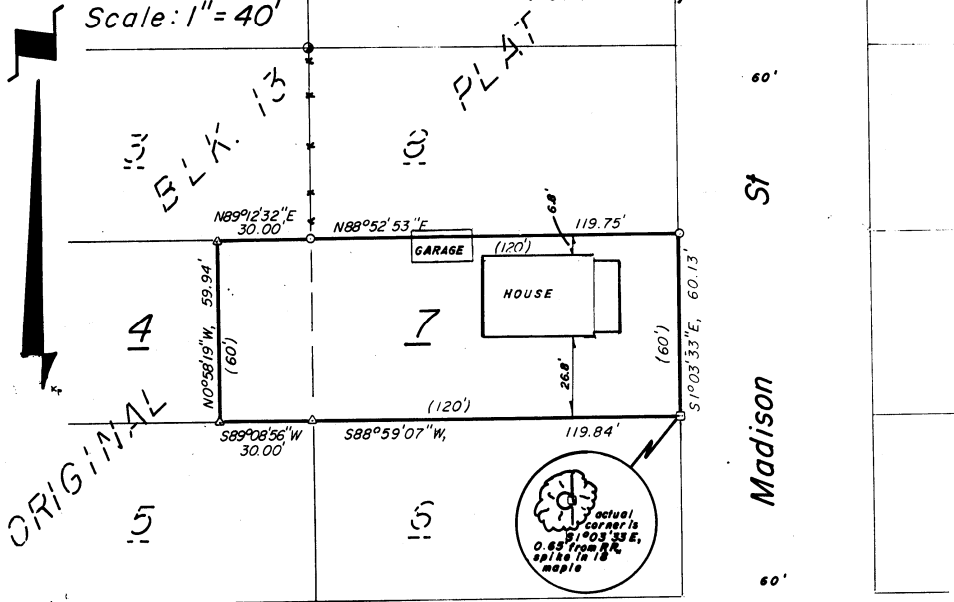 Scale: 1" = 40'
BLK. 13
PLAT
60'
3
8
St
N89°12'32"E
30.00'
N88°52'53"E
119.75'
6.8'
GARAGE
(120')
HOUSE
N0°58'19"W, 59.94'
(60')
4
7
26.8'
(60')
S1°03'33"E, 60.13'
Kp
(120')
S89°08'56"W
30.00'
S88°59'07"W,
119.84'
ORIGINAL
Madison
5
6
actual
corner is
S1°03'33E,
0.65' from RR
spike in 18
maple
60'